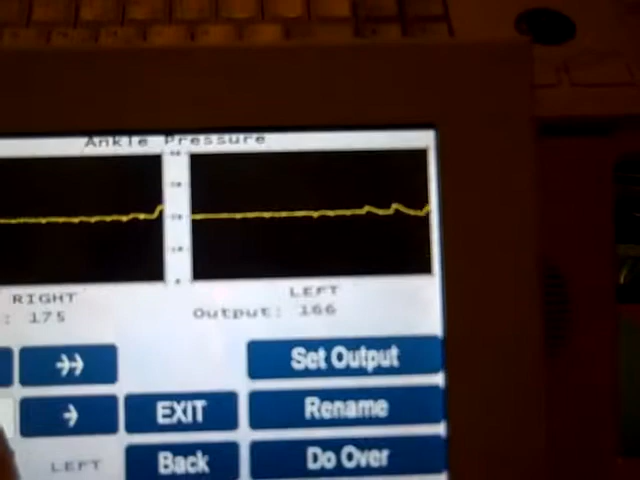 Ankle Pressure
RIGHT LEFT
: 175 Output: 166
Set Output
EXIT Rename
LEFT Back Do Over